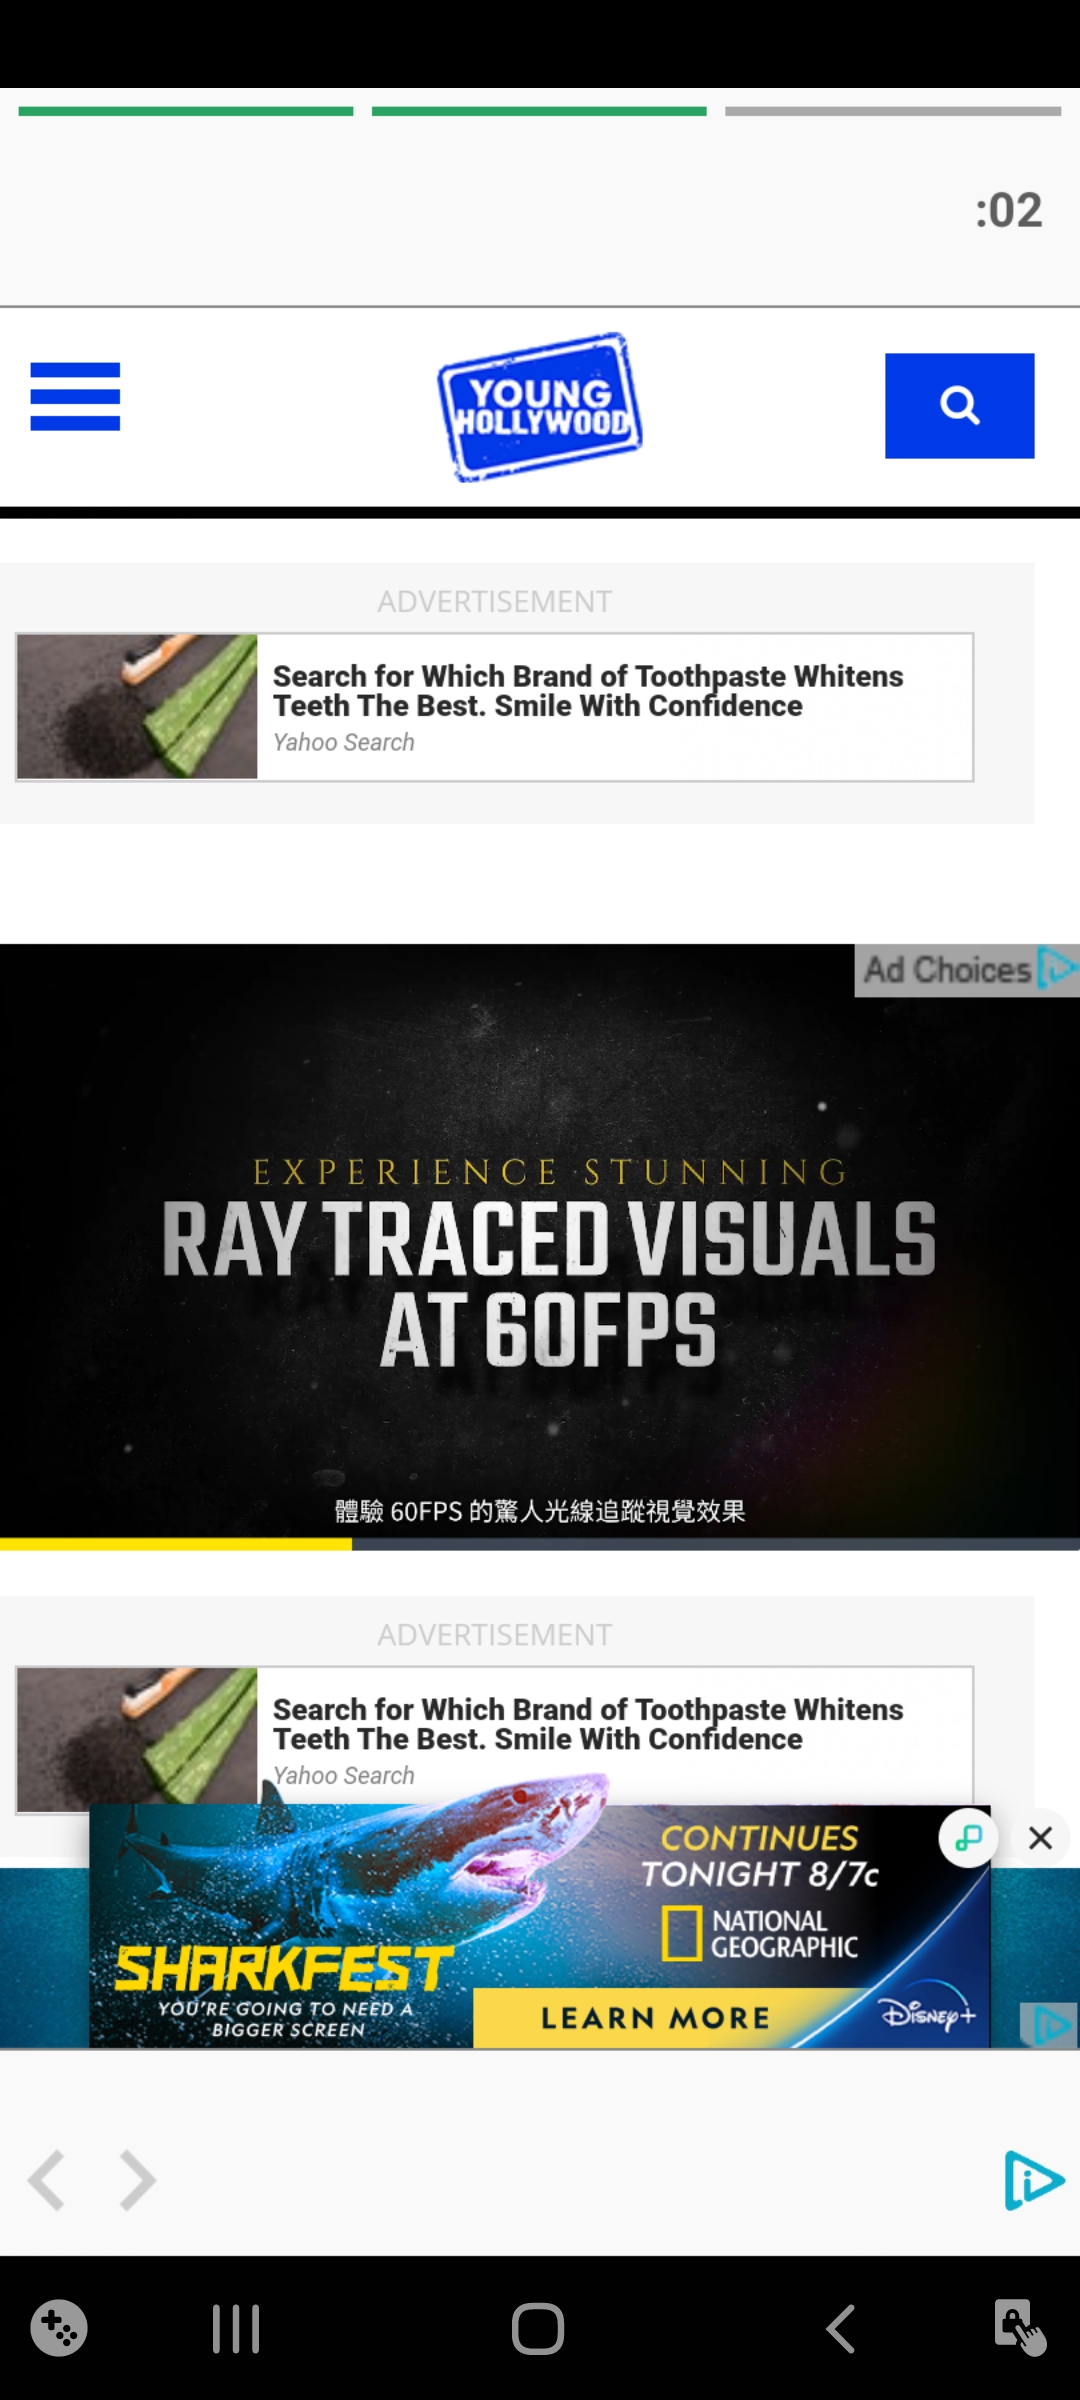 :02
YOUNG
HOLLYWOOD
ADVERTISEMENT
Search for Which Brand of Toothpaste Whitens
Teeth The Best. Smile With Confidence
Yahoo Search
Ad Choices
EXPERIENCE STUNNING
RAY TRACED VISUALS
AT 60FPS
體驗 60FPS 的驚人光線追蹤視覺效果
ADVERTISEMENT
Search for Which Brand of Toothpaste Whitens
Teeth The Best. Smile With Confidence
Yahoo Search
CONTINUES
TONIGHT 8/7c
NATIONAL
GEOGRAPHIC
SHARKFEST
YOU'RE GOING TO NEED A
BIGGER SCREEN
LEARN MORE
Disney+